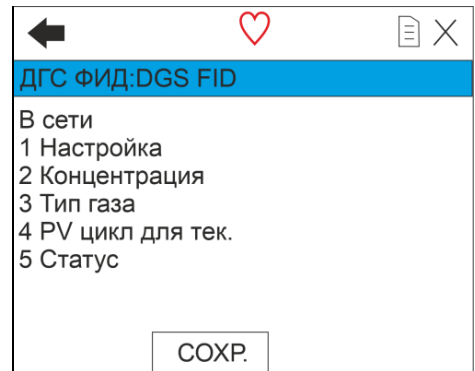 ДГС ФИД:DGS FID
В сети
1 Настройка
2 Концентрация
3 Тип газа
4 PV цикл для тек.
5 Статус
СОХР.